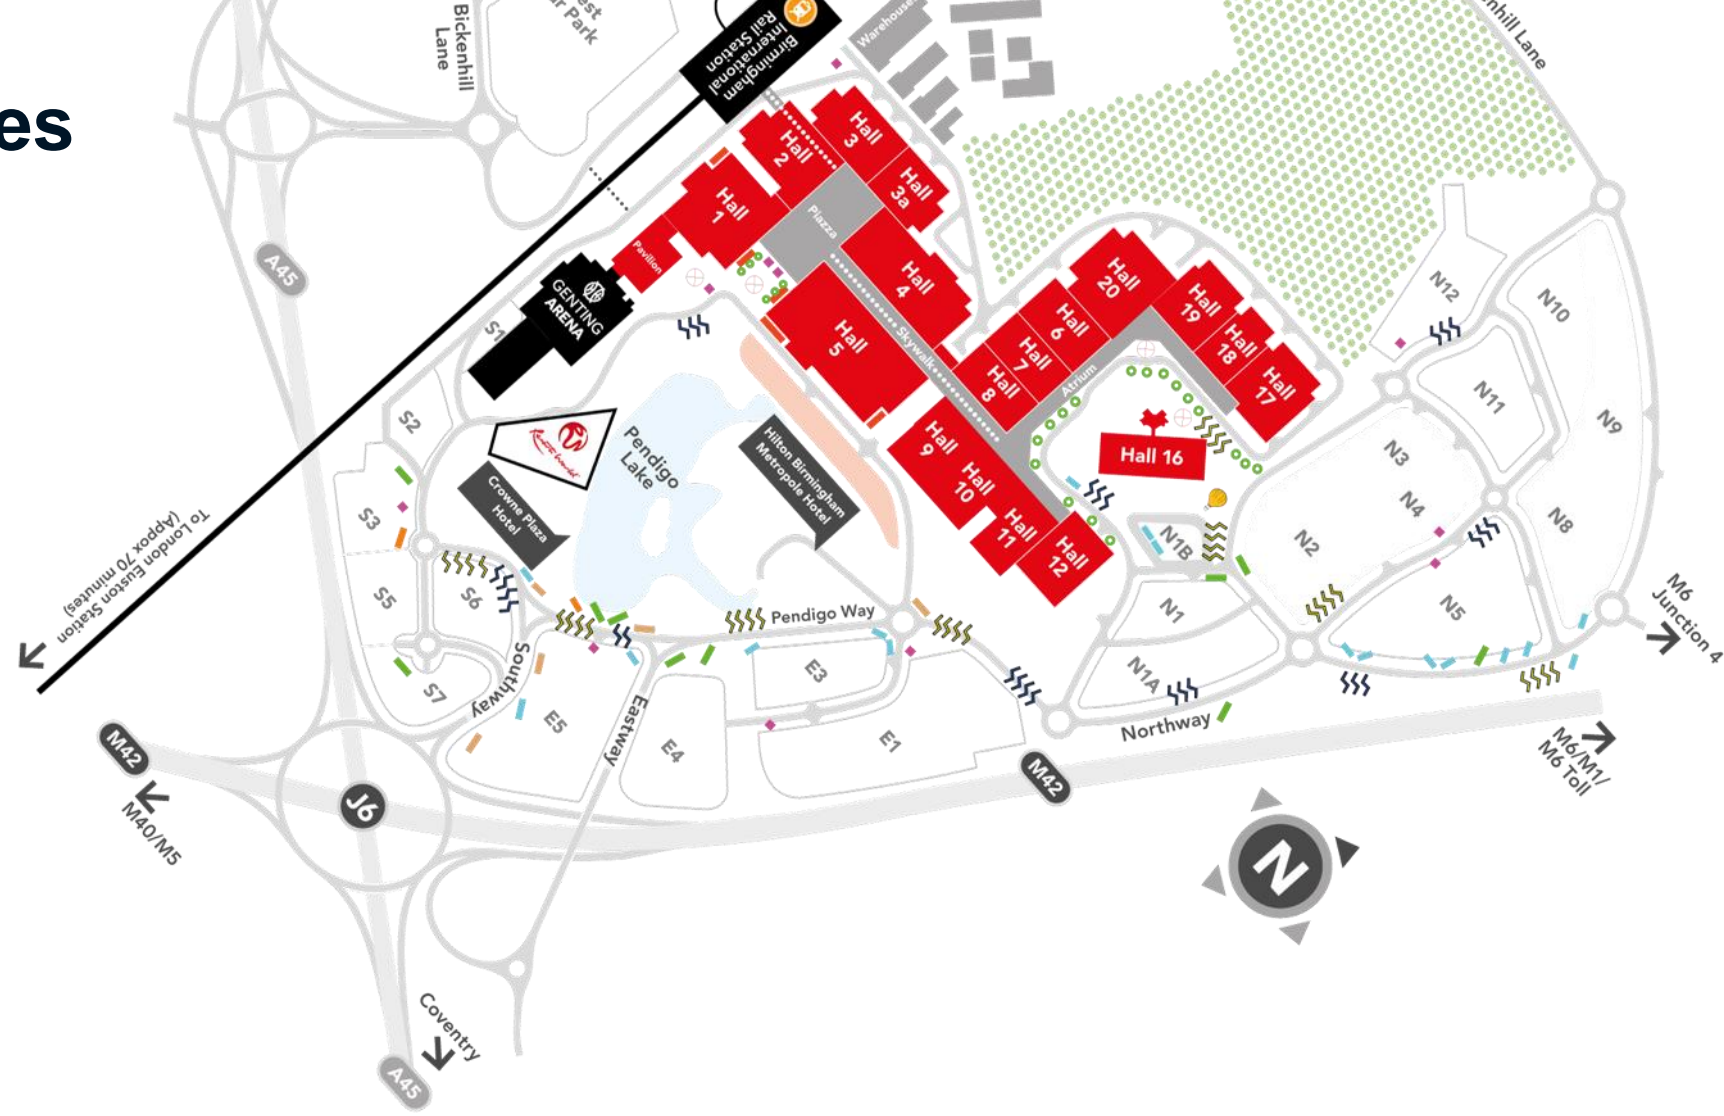 es
Bickenhill
Lane
Birmingham
International
Rail Station
Warehouse
Hall
3
Hall
2
Hall
3a
Hall
1
Piazza
Pavilion
A45
GENTING
ARENA
S1
Hall
4
Hall
5
Skywalk
Hall
20
Hall
19
Hall
18
Hall
17
Hall
6
Hall
7
Hall
8
Atrium
Hall 16
Hall
9
Hall
10
Hall
11
Hall
12
N12
N10
N11
N9
N3
N4
N8
N2
N1B
N5
N1
N1A
S2
Resorts World
Pendigo
Lake
Hilton Birmingham
Metropole Hotel
Crowne Plaza
Hotel
S3
S5
S6
S7
To London Euston Station
(Appox 70 minutes)
Pendigo Way
Southway
Eastway
Northway
E3
E5
E4
E1
M6
Junction 4
M42
M40/M5
J6
M42
M6/M1/
M6 Toll
N
Coventry
A45